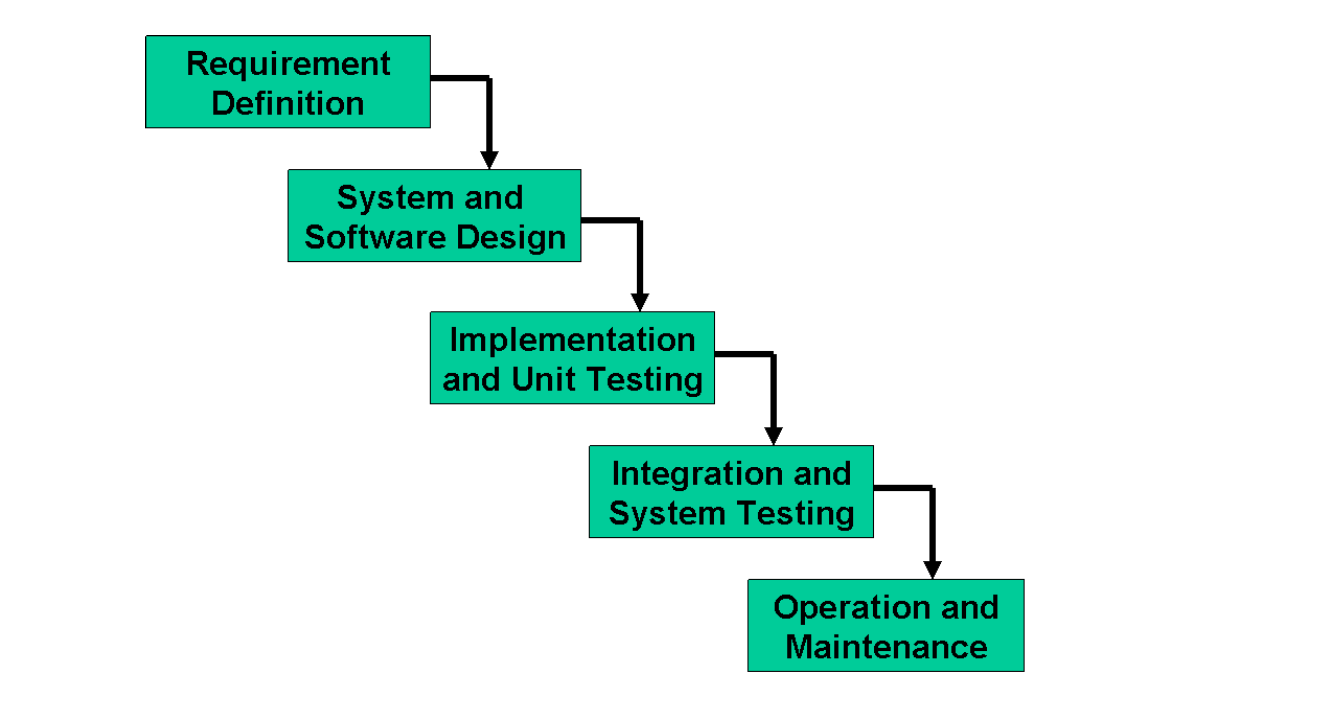 Requirement
Definition
System and
Software Design
Implementation
and Unit Testing
Integration and
System Testing
Operation and
Maintenance